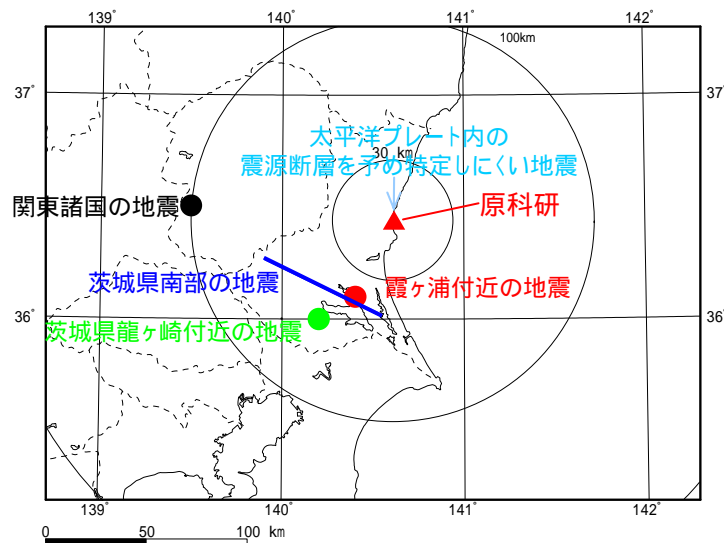 139° 140° 141° 142°
100km
37° 37°
太平洋プレート内の
30 km
震源断層を予め特定しにくい地震
関東諸国の地震
原科研
茨城県南部の地震
霞ヶ浦付近の地震
36° 36°
茨城県龍ヶ崎付近の地震
139° 140° 141° 142°
0 50 100 km